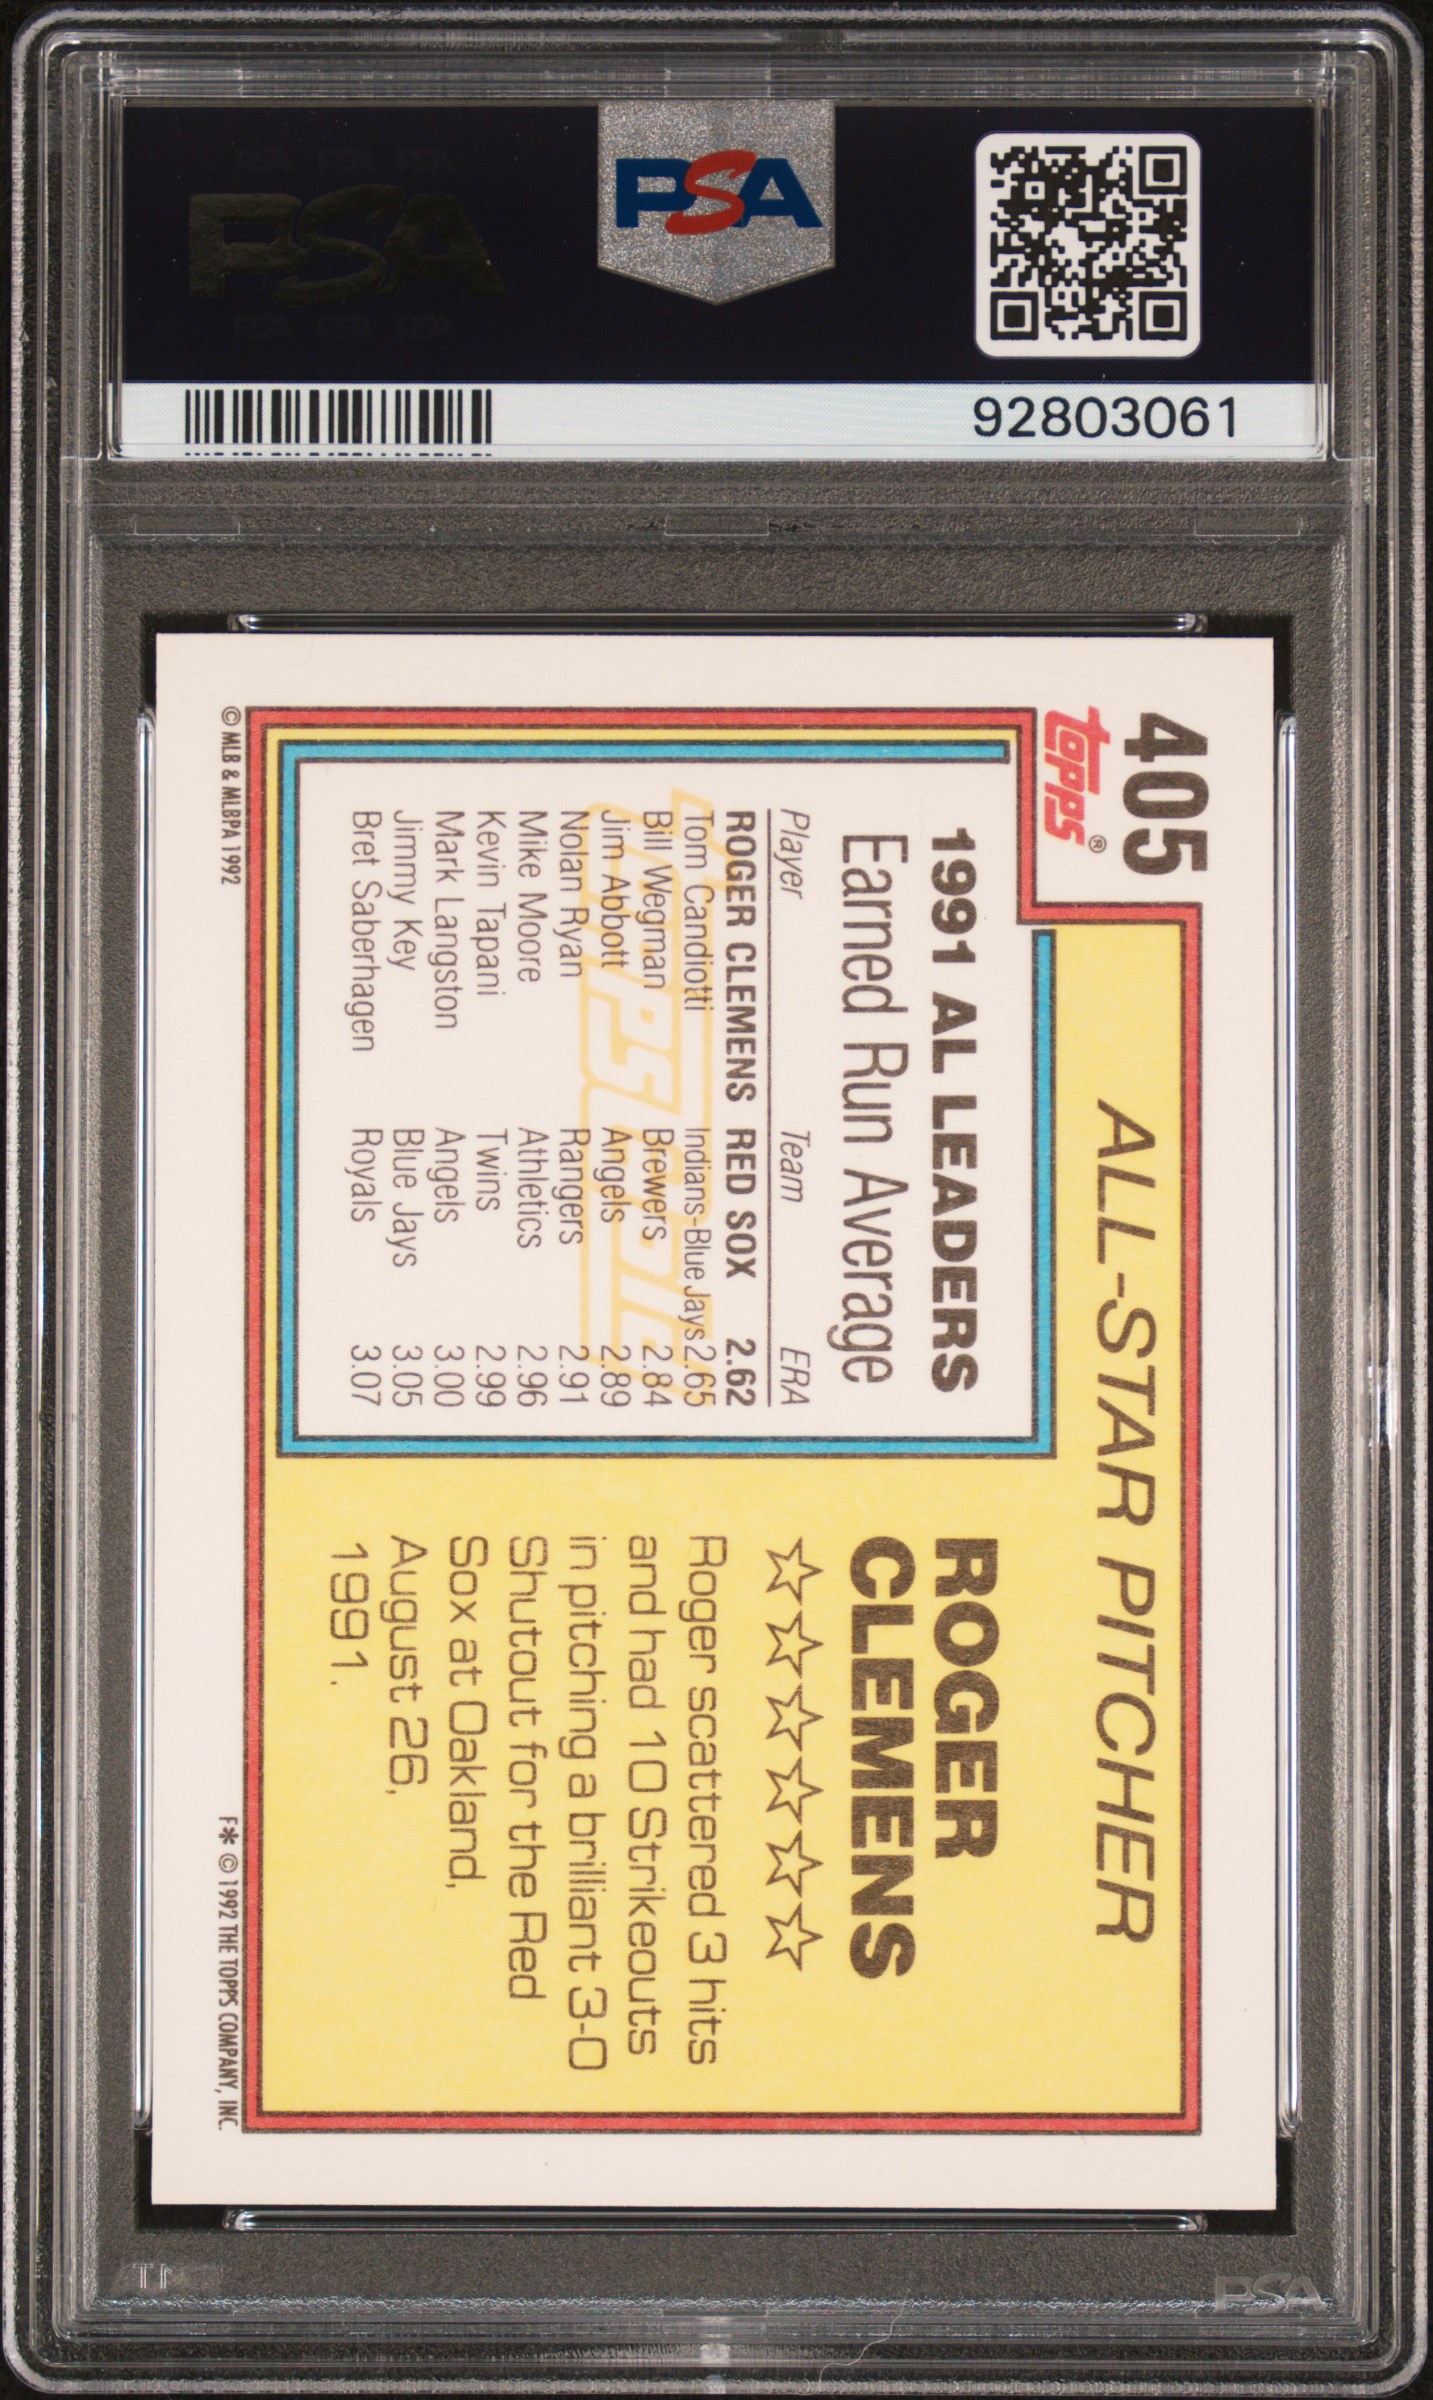 PSA
PSA
92803061
405
topps®
ALL-STAR PITCHER
1991 AL LEADERS
Earned Run Average
Player Team ERA
ROGER CLEMENS RED SOX 2.62
Tom Candiotti Indians-Blue Jays 2.65
Bill Wegman Brewers 2.84
Jim Abbott Angels 2.89
Nolan Ryan Rangers 2.91
Mike Moore Athletics 2.96
Kevin Tapani Twins 2.99
Mark Langston Angels 3.00
Jimmy Key Blue Jays 3.05
Bret Saberhagen Royals 3.07
ROGER
CLEMENS
Roger scattered 3 hits
and had 10 Strikeouts
in pitching a brilliant 3-0
Shutout for the Red
Sox at Oakland,
August 26,
1991.
© MLB & MLBPA 1992
F* © 1992 THE TOPPS COMPANY, INC.
PSA